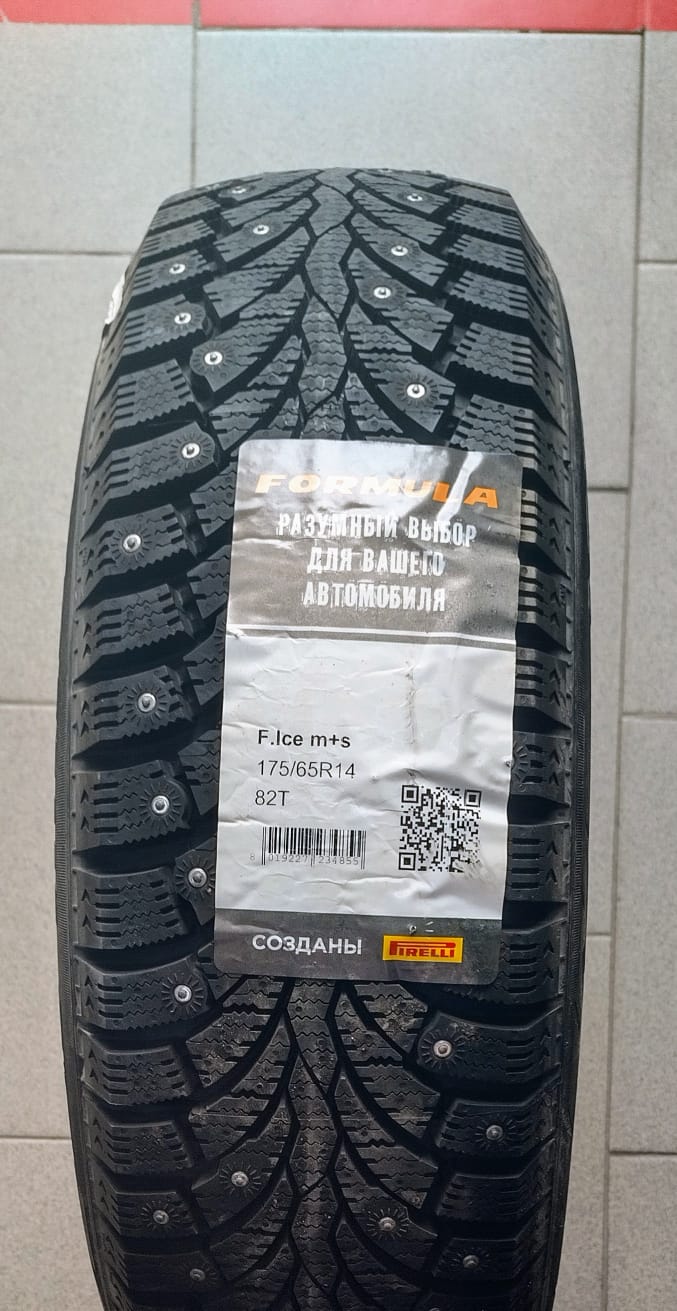 FORMULA
РАЗУМНЫЙ ВЫБОР
ДЛЯ ВАШЕГО
АВТОМОБИЛЯ
F.Ice m+s
175/65R14
82T
8 019227 234855
СОЗДАНЫ PIRELLI